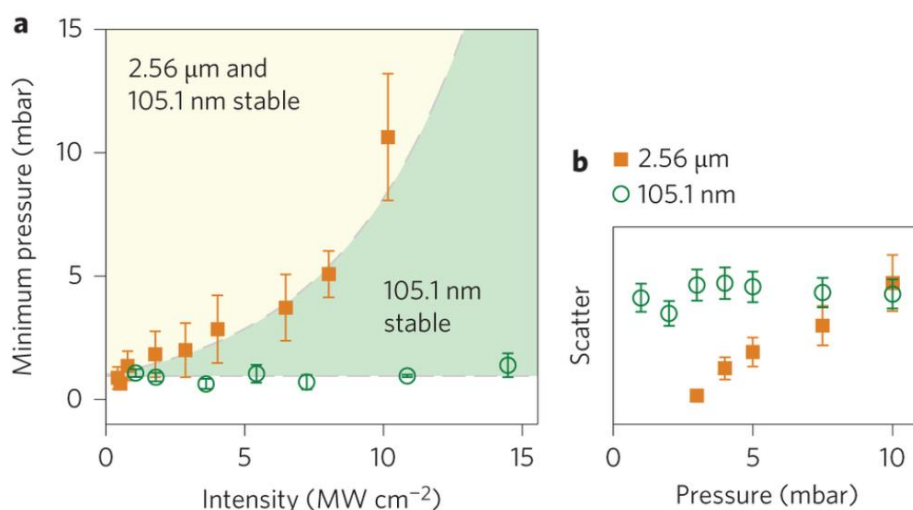 a
15
10
5
0
Minimum pressure (mbar)
2.56 μm and
105.1 nm stable
105.1 nm
stable
0
5
10
15
Intensity (MW cm⁻²)
b
2.56 μm
105.1 nm
Scatter
0
5
10
Pressure (mbar)